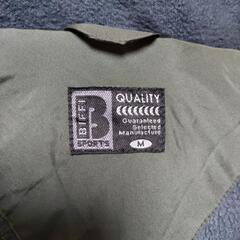 BIFFI
B
SPORTS
QUALITY
Guaranteed
Selected
Manufacture
M